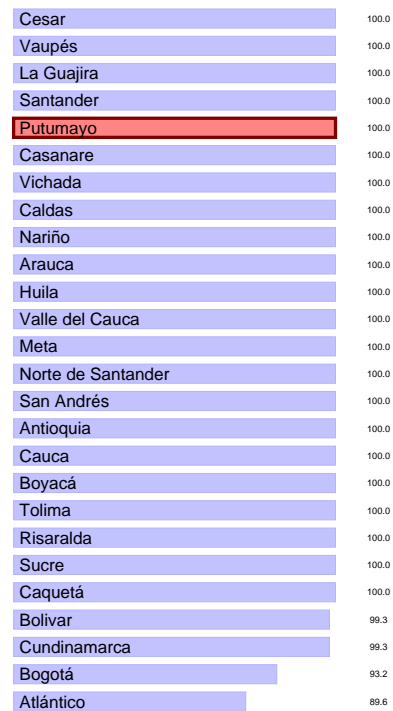 Cesar 100.0
Vaupés 100.0
La Guajira 100.0
Santander 100.0
Putumayo 100.0
Casanare 100.0
Vichada 100.0
Caldas 100.0
Nariño 100.0
Arauca 100.0
Huila 100.0
Valle del Cauca 100.0
Meta 100.0
Norte de Santander 100.0
San Andrés 100.0
Antioquia 100.0
Cauca 100.0
Boyacá 100.0
Tolima 100.0
Risaralda 100.0
Sucre 100.0
Caquetá 100.0
Bolivar 99.3
Cundinamarca 99.3
Bogotá 93.2
Atlántico 89.6